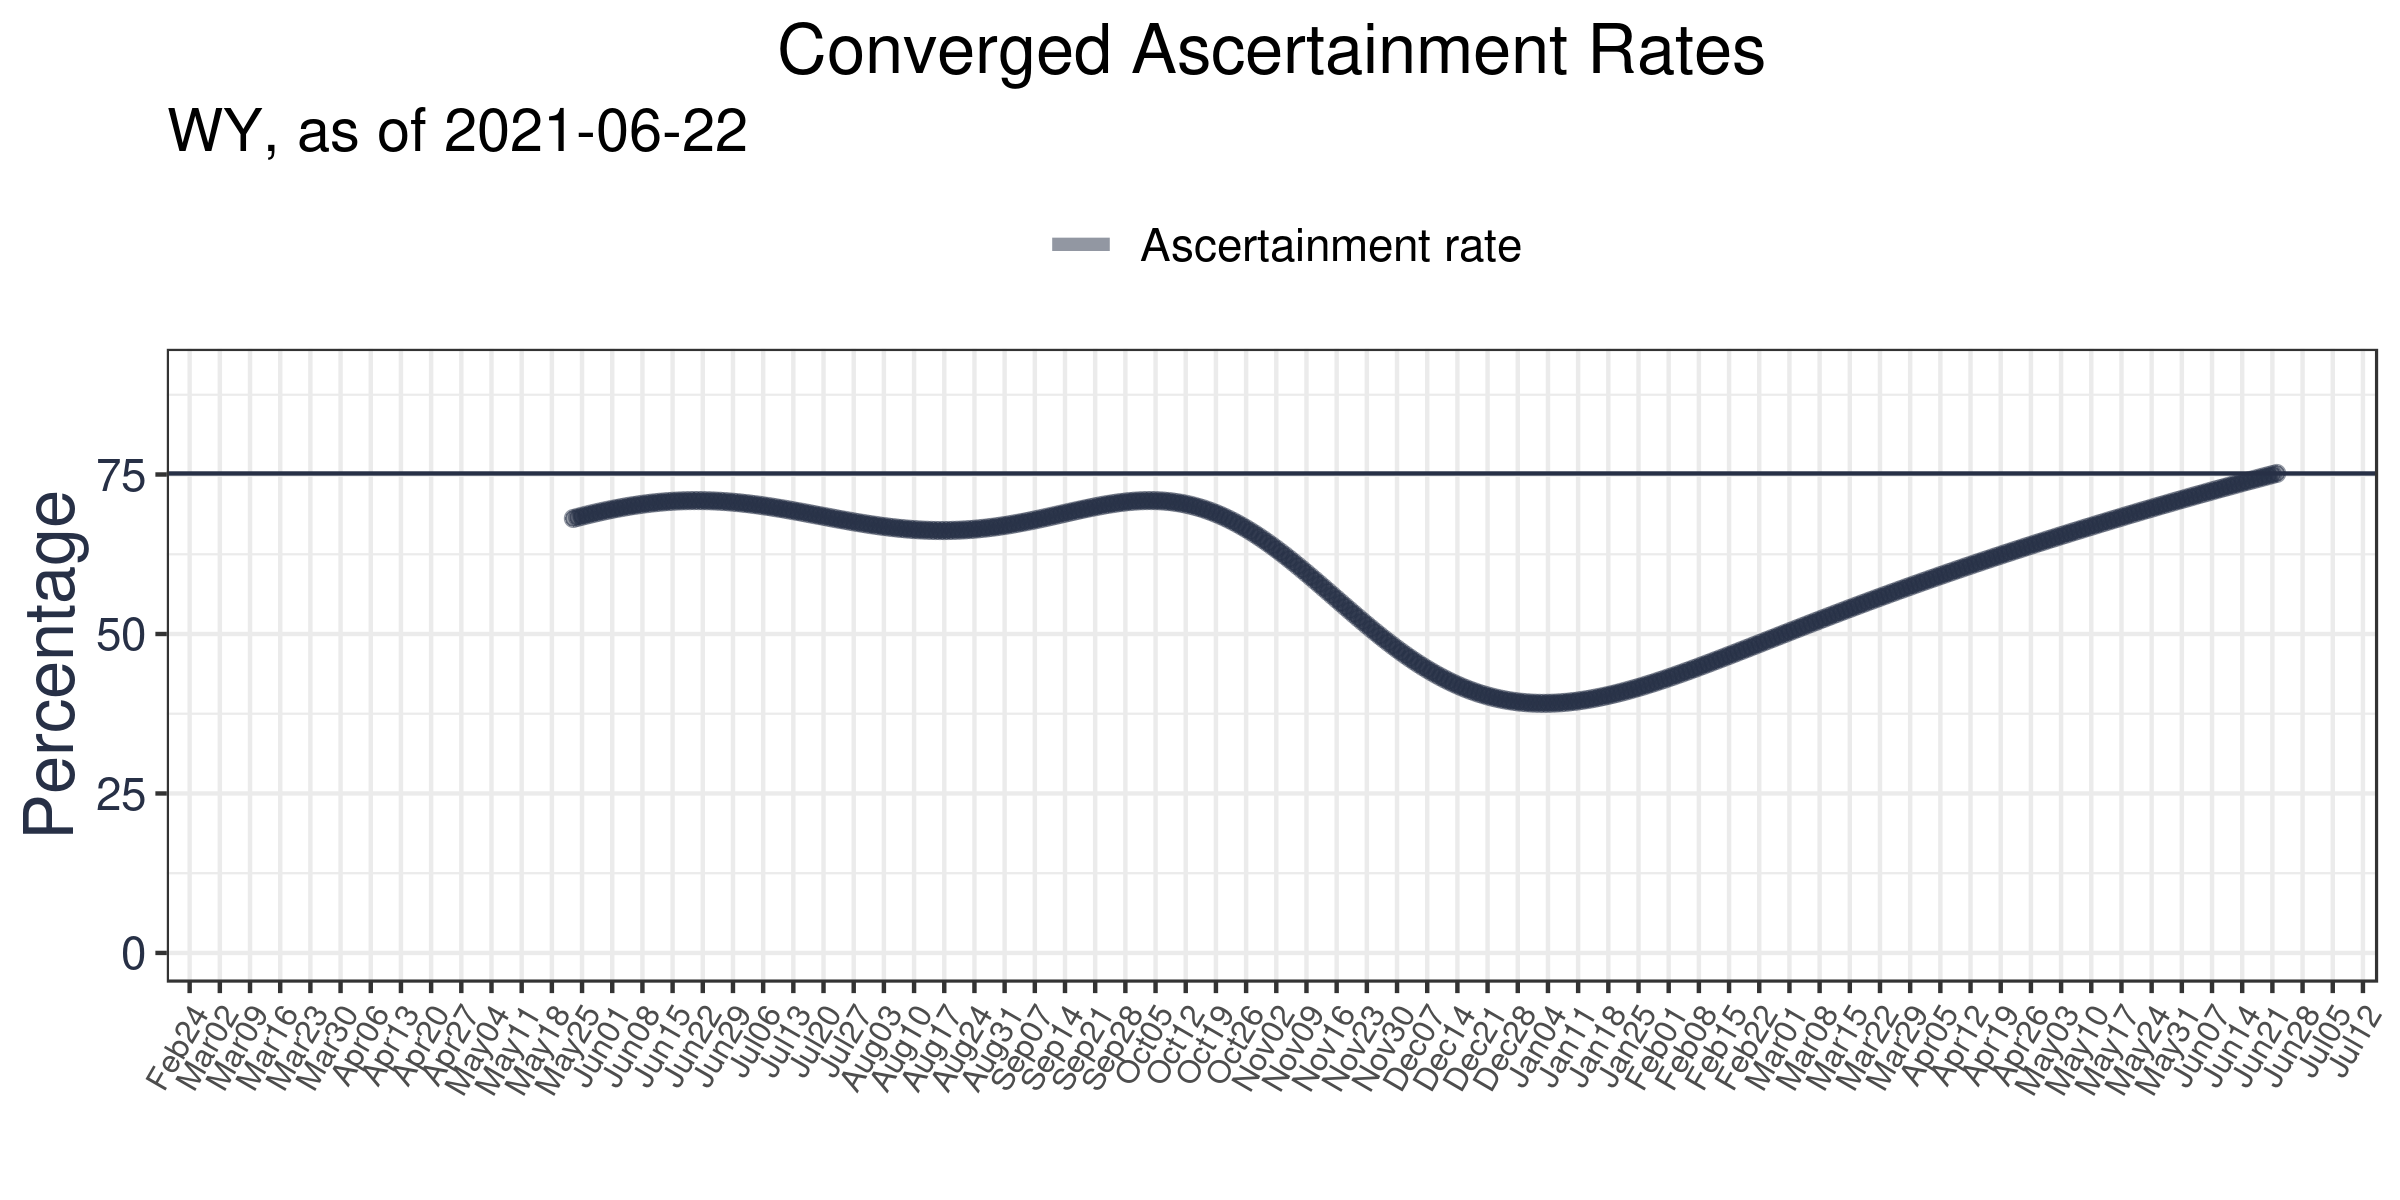 Converged Ascertainment Rates
WY, as of 2021-06-22
Ascertainment rate
Percentage
75
50
25
0
Feb24 Mar02 Mar09 Mar16 Mar23 Mar30 Apr06 Apr13 Apr20 Apr27 May04 May11 May18 May25 Jun01 Jun08 Jun15 Jun22 Jun29 Jul06 Jul13 Jul20 Jul27 Aug03 Aug10 Aug17 Aug24 Aug31 Sep07 Sep14 Sep21 Sep28 Oct05 Oct12 Oct19 Oct26 Nov02 Nov09 Nov16 Nov23 Nov30 Dec07 Dec14 Dec21 Dec28 Jan04 Jan11 Jan18 Jan25 Feb01 Feb08 Feb15 Feb22 Mar01 Mar08 Mar15 Mar22 Mar29 Apr05 Apr12 Apr19 Apr26 May03 May10 May17 May24 May31 Jun07 Jun14 Jun21 Jun28 Jul05 Jul12